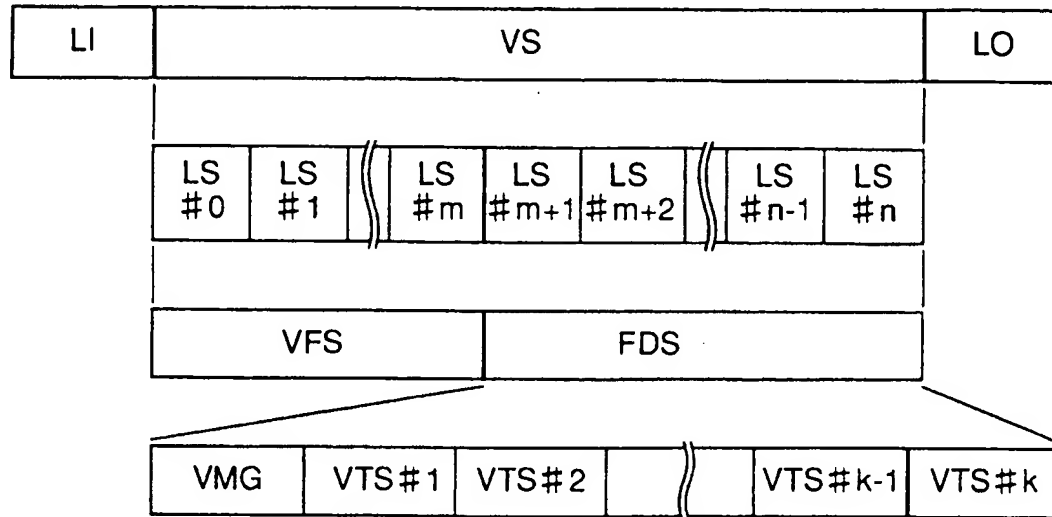 LI VS LO
LS LS LS LS LS LS LS
#0 #1 #m #m+1 #m+2 #n-1 #n
VFS FDS
VMG VTS#1 VTS#2 VTS#k-1 VTS#k